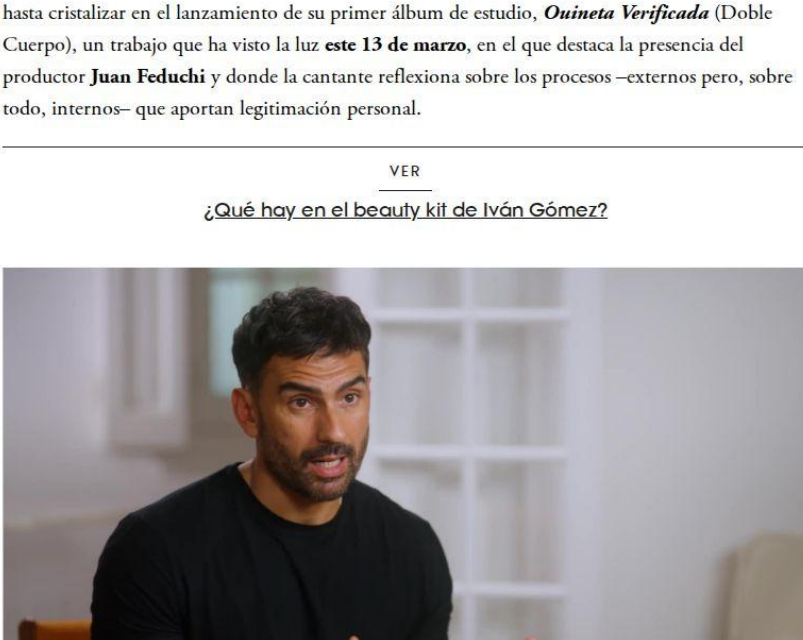 hasta cristalizar en el lanzamiento de su primer álbum de estudio, Ouineta Verificada (Doble
Cuerpo), un trabajo que ha visto la luz este 13 de marzo, en el que destaca la presencia del
productor Juan Feduchi y donde la cantante reflexiona sobre los procesos –externos pero, sobre
todo, internos– que aportan legitimación personal.
VER
¿Qué hay en el beauty kit de Iván Gómez?